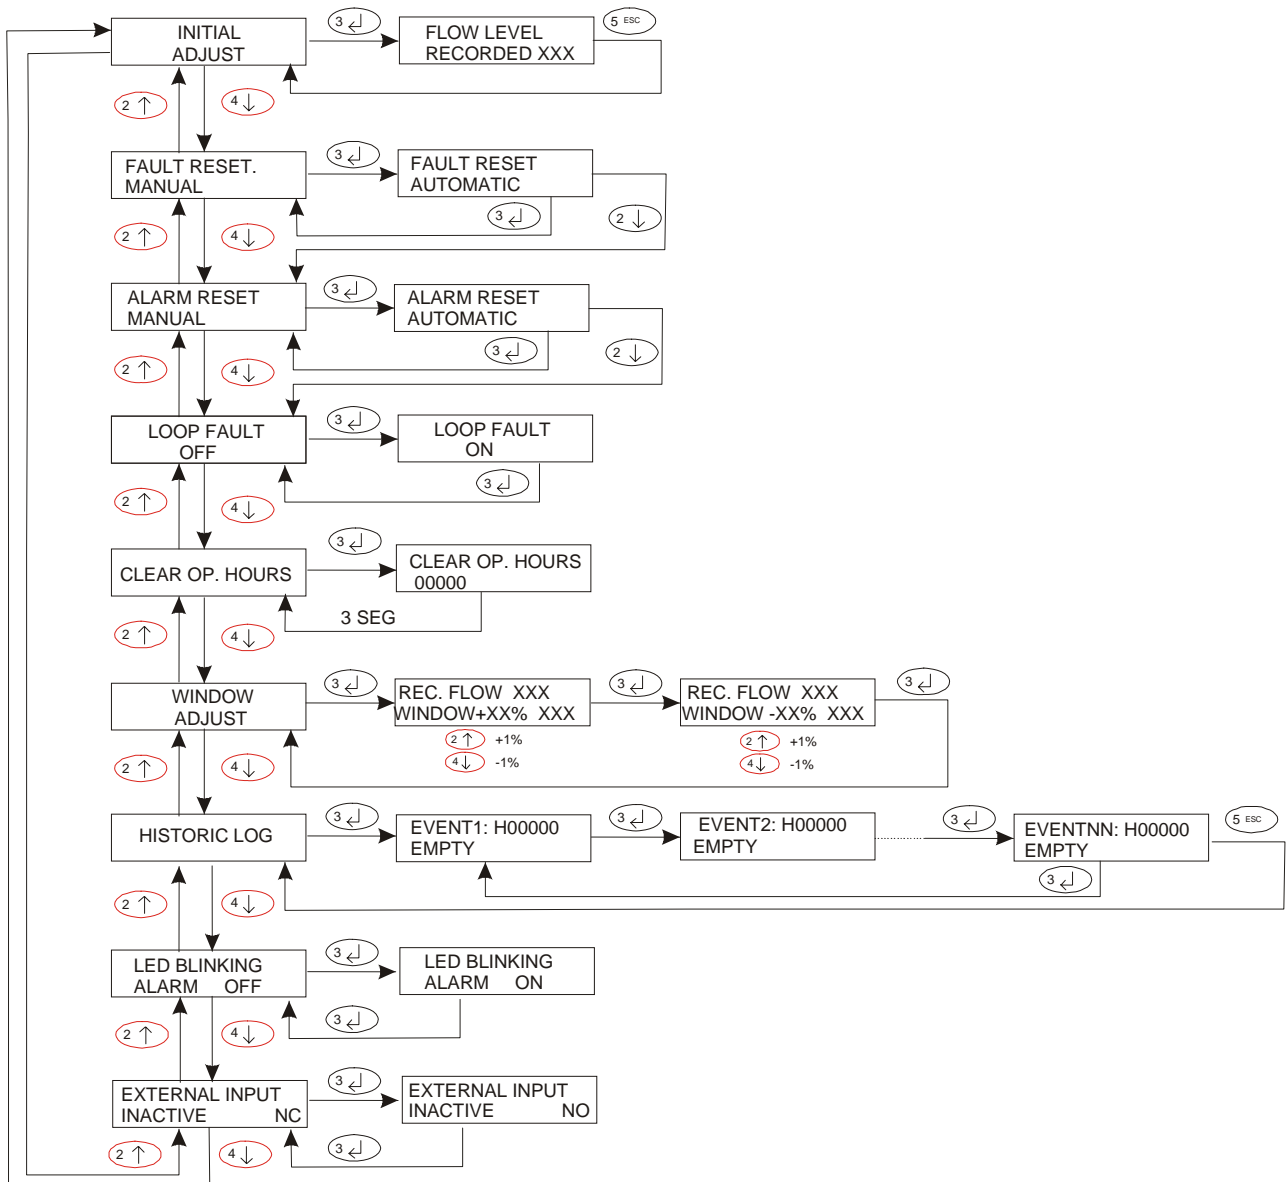 INITIAL
ADJUST
3
FLOW LEVEL
RECORDED XXX
5 ESC
2 ↑
4 ↓
FAULT RESET.
MANUAL
3
FAULT RESET
AUTOMATIC
3
2 ↓
2 ↑
4 ↓
ALARM RESET
MANUAL
3
ALARM RESET
AUTOMATIC
3
2 ↓
2 ↑
4 ↓
LOOP FAULT
OFF
3
LOOP FAULT
ON
3
2 ↑
4 ↓
CLEAR OP. HOURS
3
CLEAR OP. HOURS
00000
3 SEG
2 ↑
4 ↓
WINDOW
ADJUST
3
REC. FLOW XXX
WINDOW+XX% XXX
2 ↑ +1%
4 ↓ -1%
3
REC. FLOW XXX
WINDOW -XX% XXX
2 ↑ +1%
4 ↓ -1%
3
2 ↑
4 ↓
HISTORIC LOG
3
EVENT1: H00000
EMPTY
3
EVENT2: H00000
EMPTY
3
EVENTNN: H00000
EMPTY
5 ESC
3
2 ↑
4 ↓
LED BLINKING
ALARM OFF
3
LED BLINKING
ALARM ON
3
2 ↑
4 ↓
EXTERNAL INPUT
INACTIVE NC
3
EXTERNAL INPUT
INACTIVE NO
3
2 ↑
4 ↓